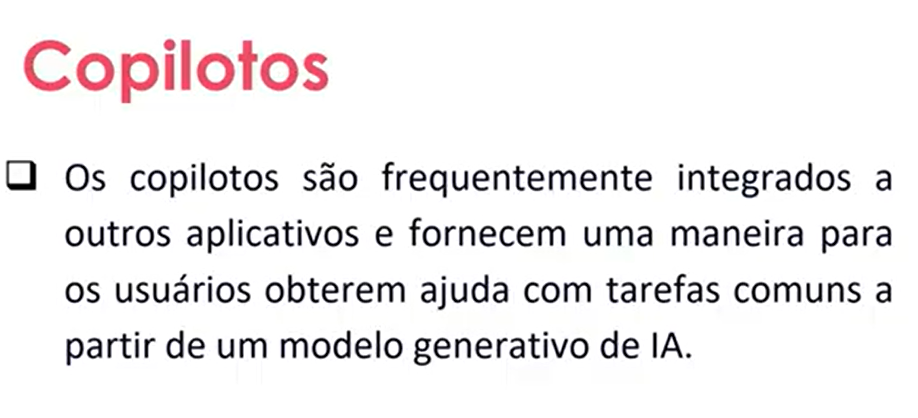 Copilotos
❑ Os copilotos são frequentemente integrados a
outros aplicativos e fornecem uma maneira para
os usuários obterem ajuda com tarefas comuns a
partir de um modelo generativo de IA.